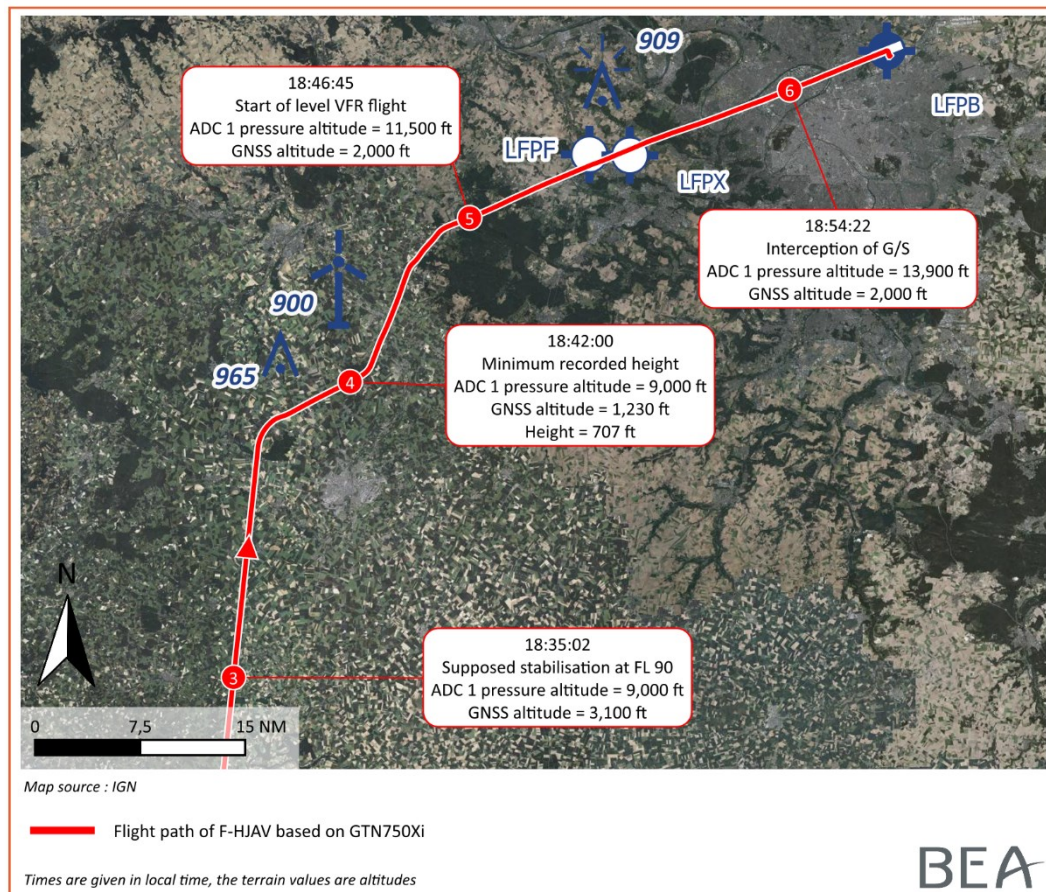 909
18:46:45
Start of level VFR flight
ADC 1 pressure altitude = 11,500 ft
GNSS altitude = 2,000 ft
6
LFPB
LFPF
LFPX
5
18:54:22
Interception of G/S
ADC 1 pressure altitude = 13,900 ft
GNSS altitude = 2,000 ft
900
965
4
18:42:00
Minimum recorded height
ADC 1 pressure altitude = 9,000 ft
GNSS altitude = 1,230 ft
Height = 707 ft
N
18:35:02
Supposed stabilisation at FL 90
ADC 1 pressure altitude = 9,000 ft
GNSS altitude = 3,100 ft
3
0 7,5 15 NM
Map source : IGN
Flight path of F-HJAV based on GTN750Xi
Times are given in local time, the terrain values are altitudes
BEA